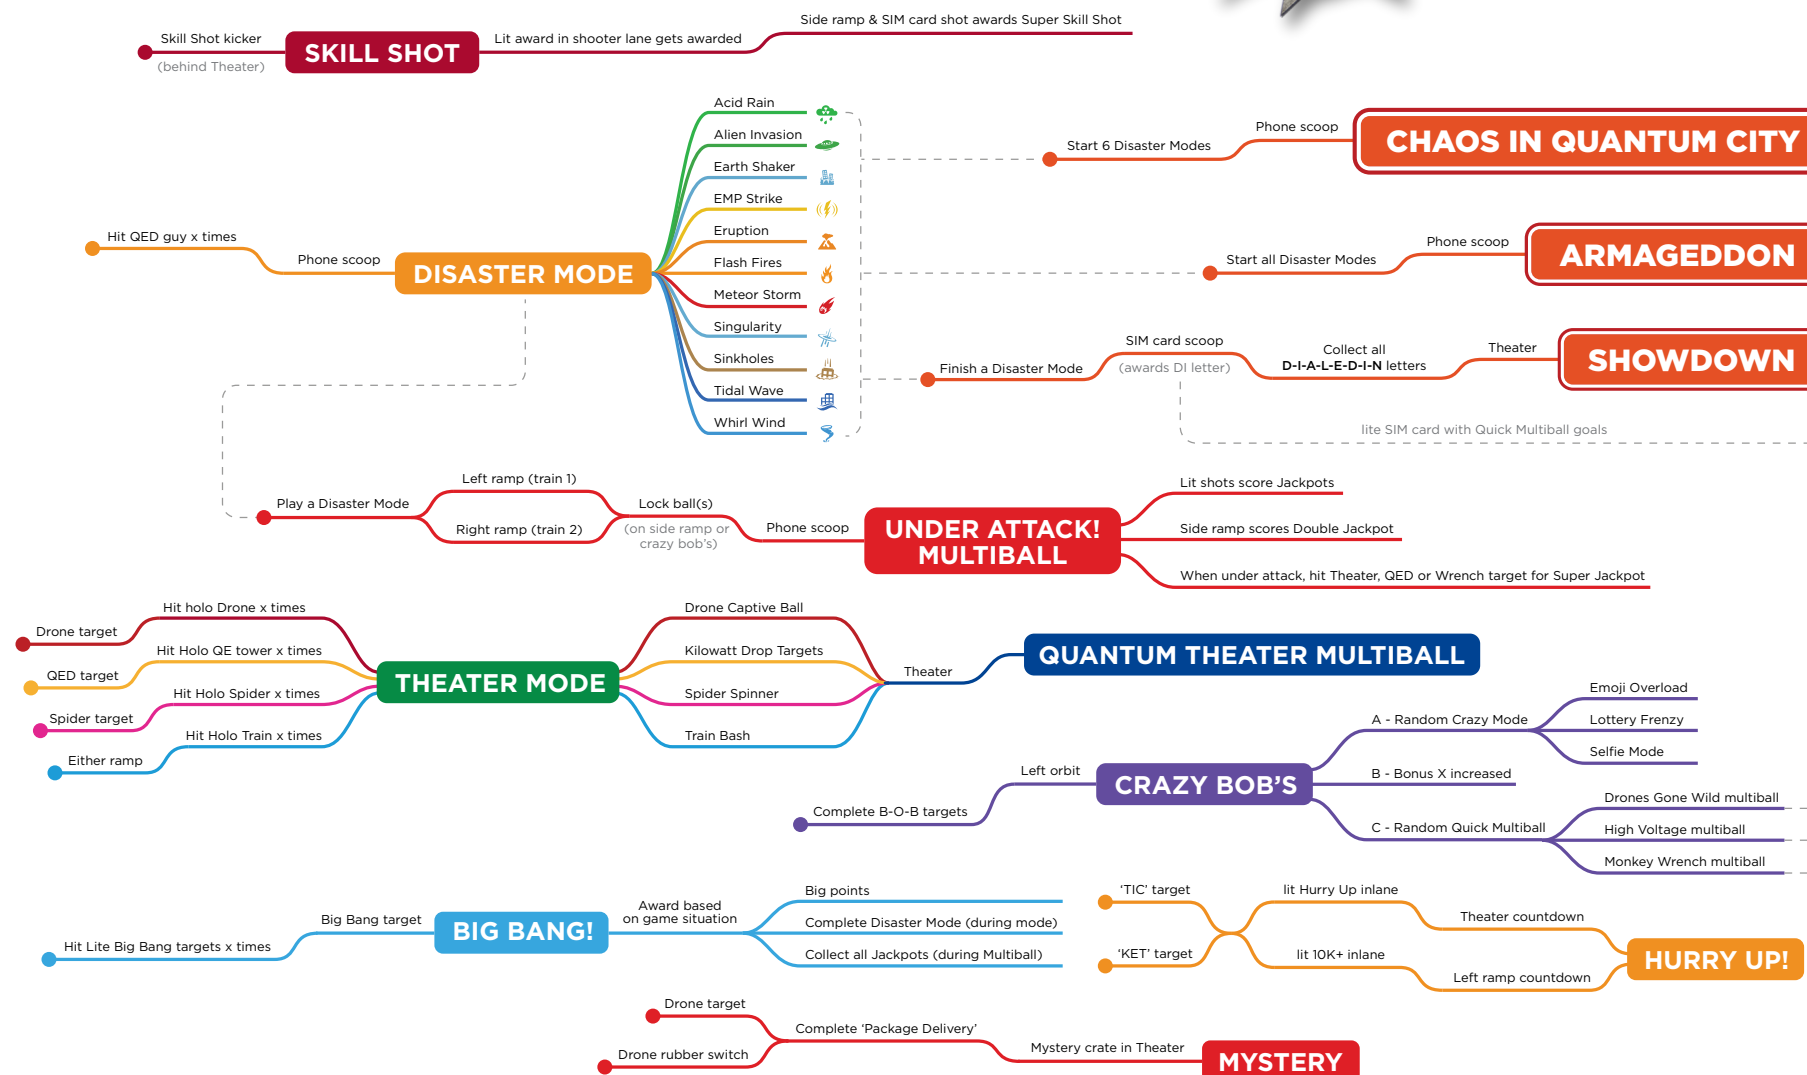 Side ramp & SIM card shot awards Super Skill Shot
Skill Shot kicker
(behind Theater)
SKILL SHOT
Lit award in shooter lane gets awarded
Acid Rain
Alien Invasion
Earth Shaker
EMP Strike
Eruption
Flash Fires
Meteor Storm
Singularity
Sinkholes
Tidal Wave
Whirl Wind
Hit QED guy x times
Phone scoop
DISASTER MODE
Start 6 Disaster Modes
Phone scoop
CHAOS IN QUANTUM CITY
Start all Disaster Modes
Phone scoop
ARMAGEDDON
Finish a Disaster Mode
SIM card scoop
(awards DI letter)
Collect all
D-I-A-L-E-D-I-N letters
Theater
SHOWDOWN
lite SIM card with Quick Multiball goals
Play a Disaster Mode
Left ramp (train 1)
Right ramp (train 2)
Lock ball(s)
(on side ramp or
crazy bob's)
Phone scoop
UNDER ATTACK!
MULTIBALL
Lit shots score Jackpots
Side ramp scores Double Jackpot
When under attack, hit Theater, QED or Wrench target for Super Jackpot
Drone target
Hit holo Drone x times
QED target
Hit Holo QE tower x times
Spider target
Hit Holo Spider x times
Either ramp
Hit Holo Train x times
THEATER MODE
Drone Captive Ball
Kilowatt Drop Targets
Spider Spinner
Train Bash
Theater
QUANTUM THEATER MULTIBALL
Complete B-O-B targets
Left orbit
CRAZY BOB'S
A - Random Crazy Mode
Emoji Overload
Lottery Frenzy
Selfie Mode
B - Bonus X increased
C - Random Quick Multiball
Drones Gone Wild multiball
High Voltage multiball
Monkey Wrench multiball
Hit Lite Big Bang targets x times
Big Bang target
BIG BANG!
Award based
on game situation
Big points
Complete Disaster Mode (during mode)
Collect all Jackpots (during Multiball)
'TIC' target
'KET' target
lit Hurry Up inlane
lit 10K+ inlane
Theater countdown
Left ramp countdown
HURRY UP!
Drone target
Drone rubber switch
Complete 'Package Delivery'
Mystery crate in Theater
MYSTERY